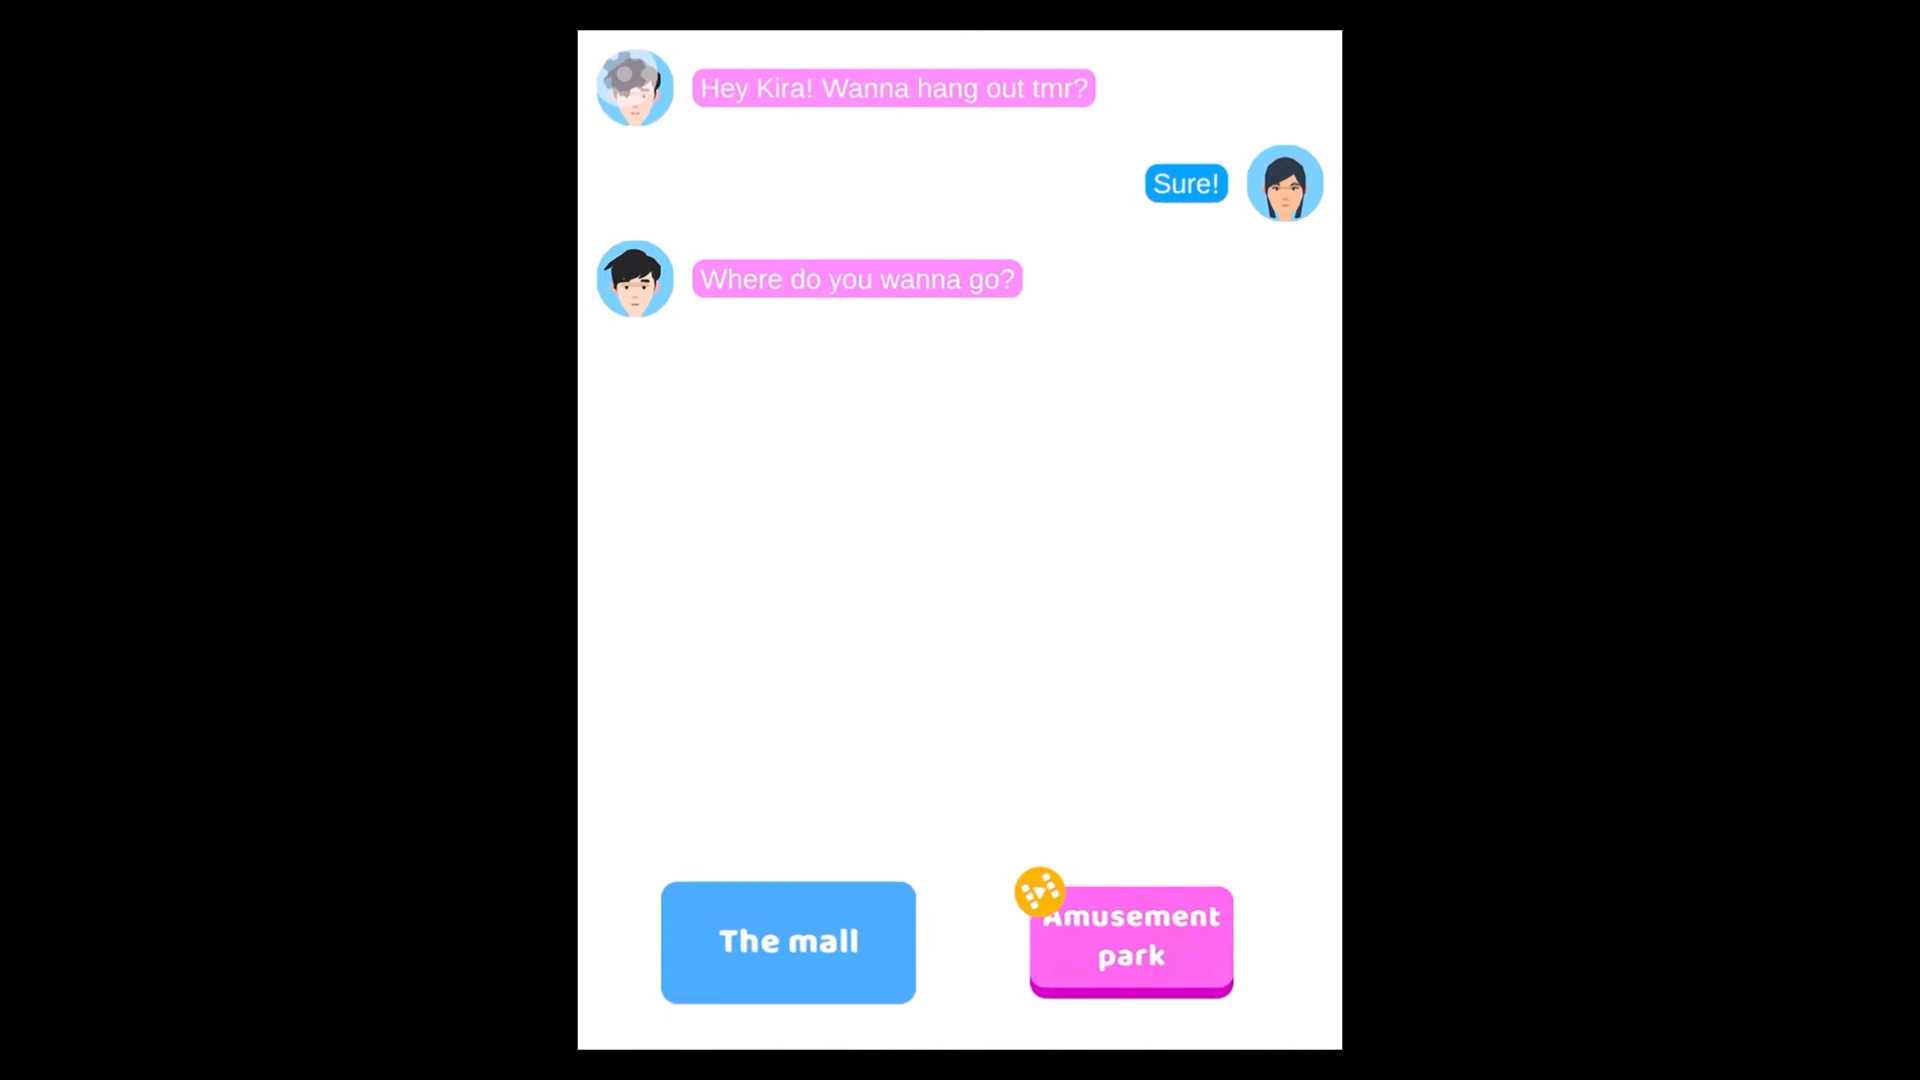 Hey Kira! Wanna hang out tmr?
Sure!
Where do you wanna go?
The mall
Amusement
park